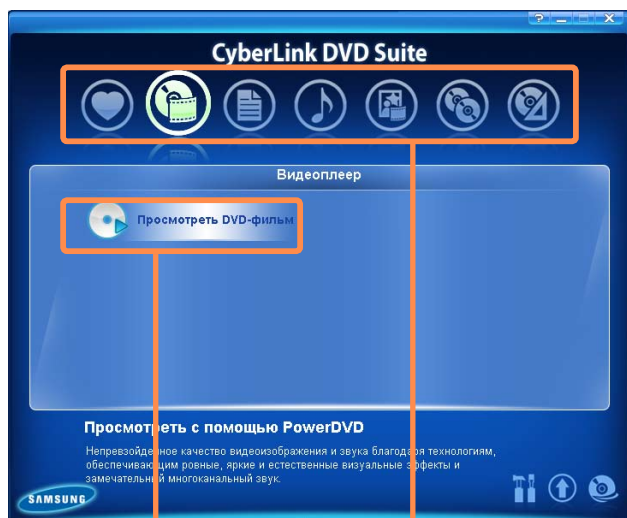 CyberLink DVD Suite
Видеоплеер
Просмотреть DVD-фильм
Просмотреть с помощью PowerDVD
Непревзойденное качество видеоизображения и звука благодаря технологиям,
обеспечивающим ровные, яркие и естественные визуальные эффекты и
замечательный многоканальный звук.
SAMSUNG